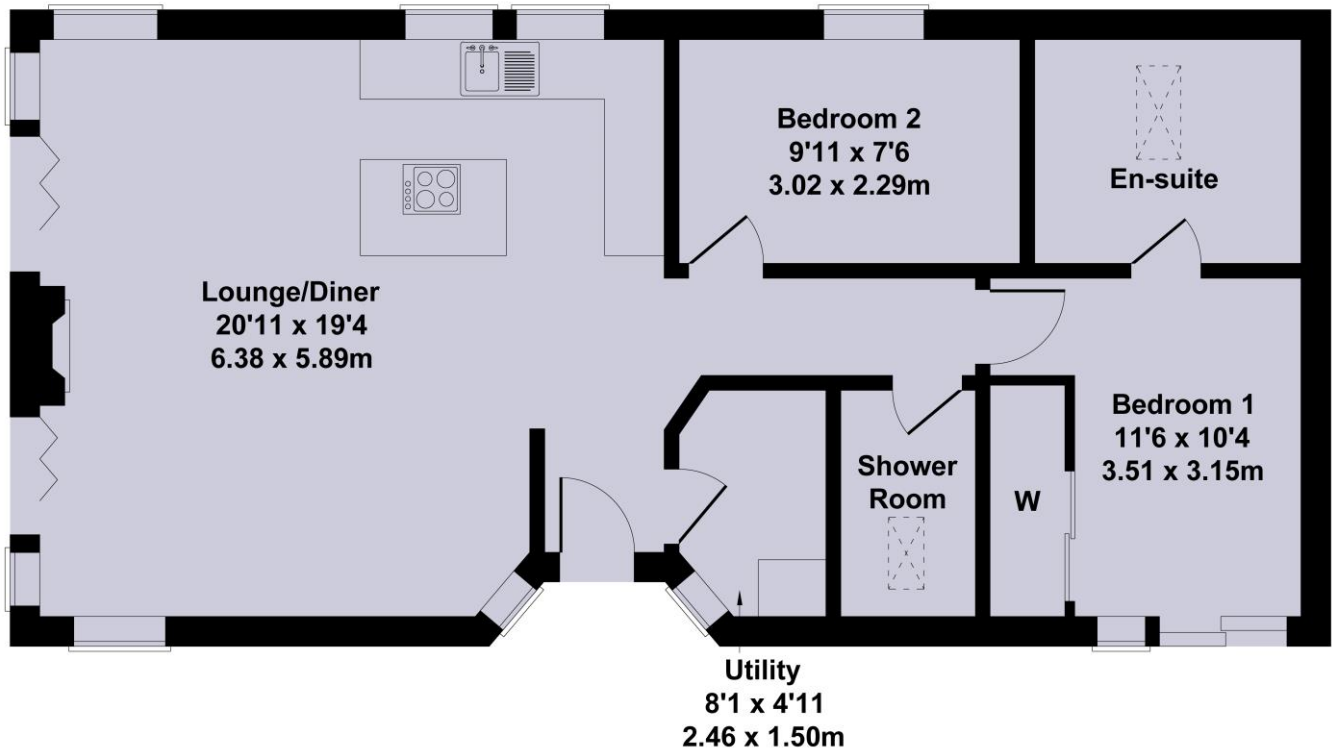 Bedroom 2
9'11 x 7'6
3.02 x 2.29m
En-suite
Lounge/Diner
20'11 x 19'4
6.38 x 5.89m
Bedroom 1
11'6 x 10'4
3.51 x 3.15m
Shower
Room
W
Utility
8'1 x 4'11
2.46 x 1.50m